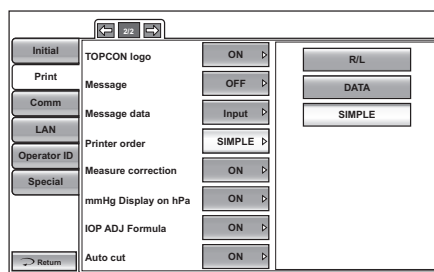 2/2
Initial
Print
Comm
LAN
Operator ID
Special
Return
TOPCON logo ON
Message OFF
Message data Input
Printer order SIMPLE
Measure correction ON
mmHg Display on hPa ON
IOP ADJ Formula ON
Auto cut ON
R/L
DATA
SIMPLE